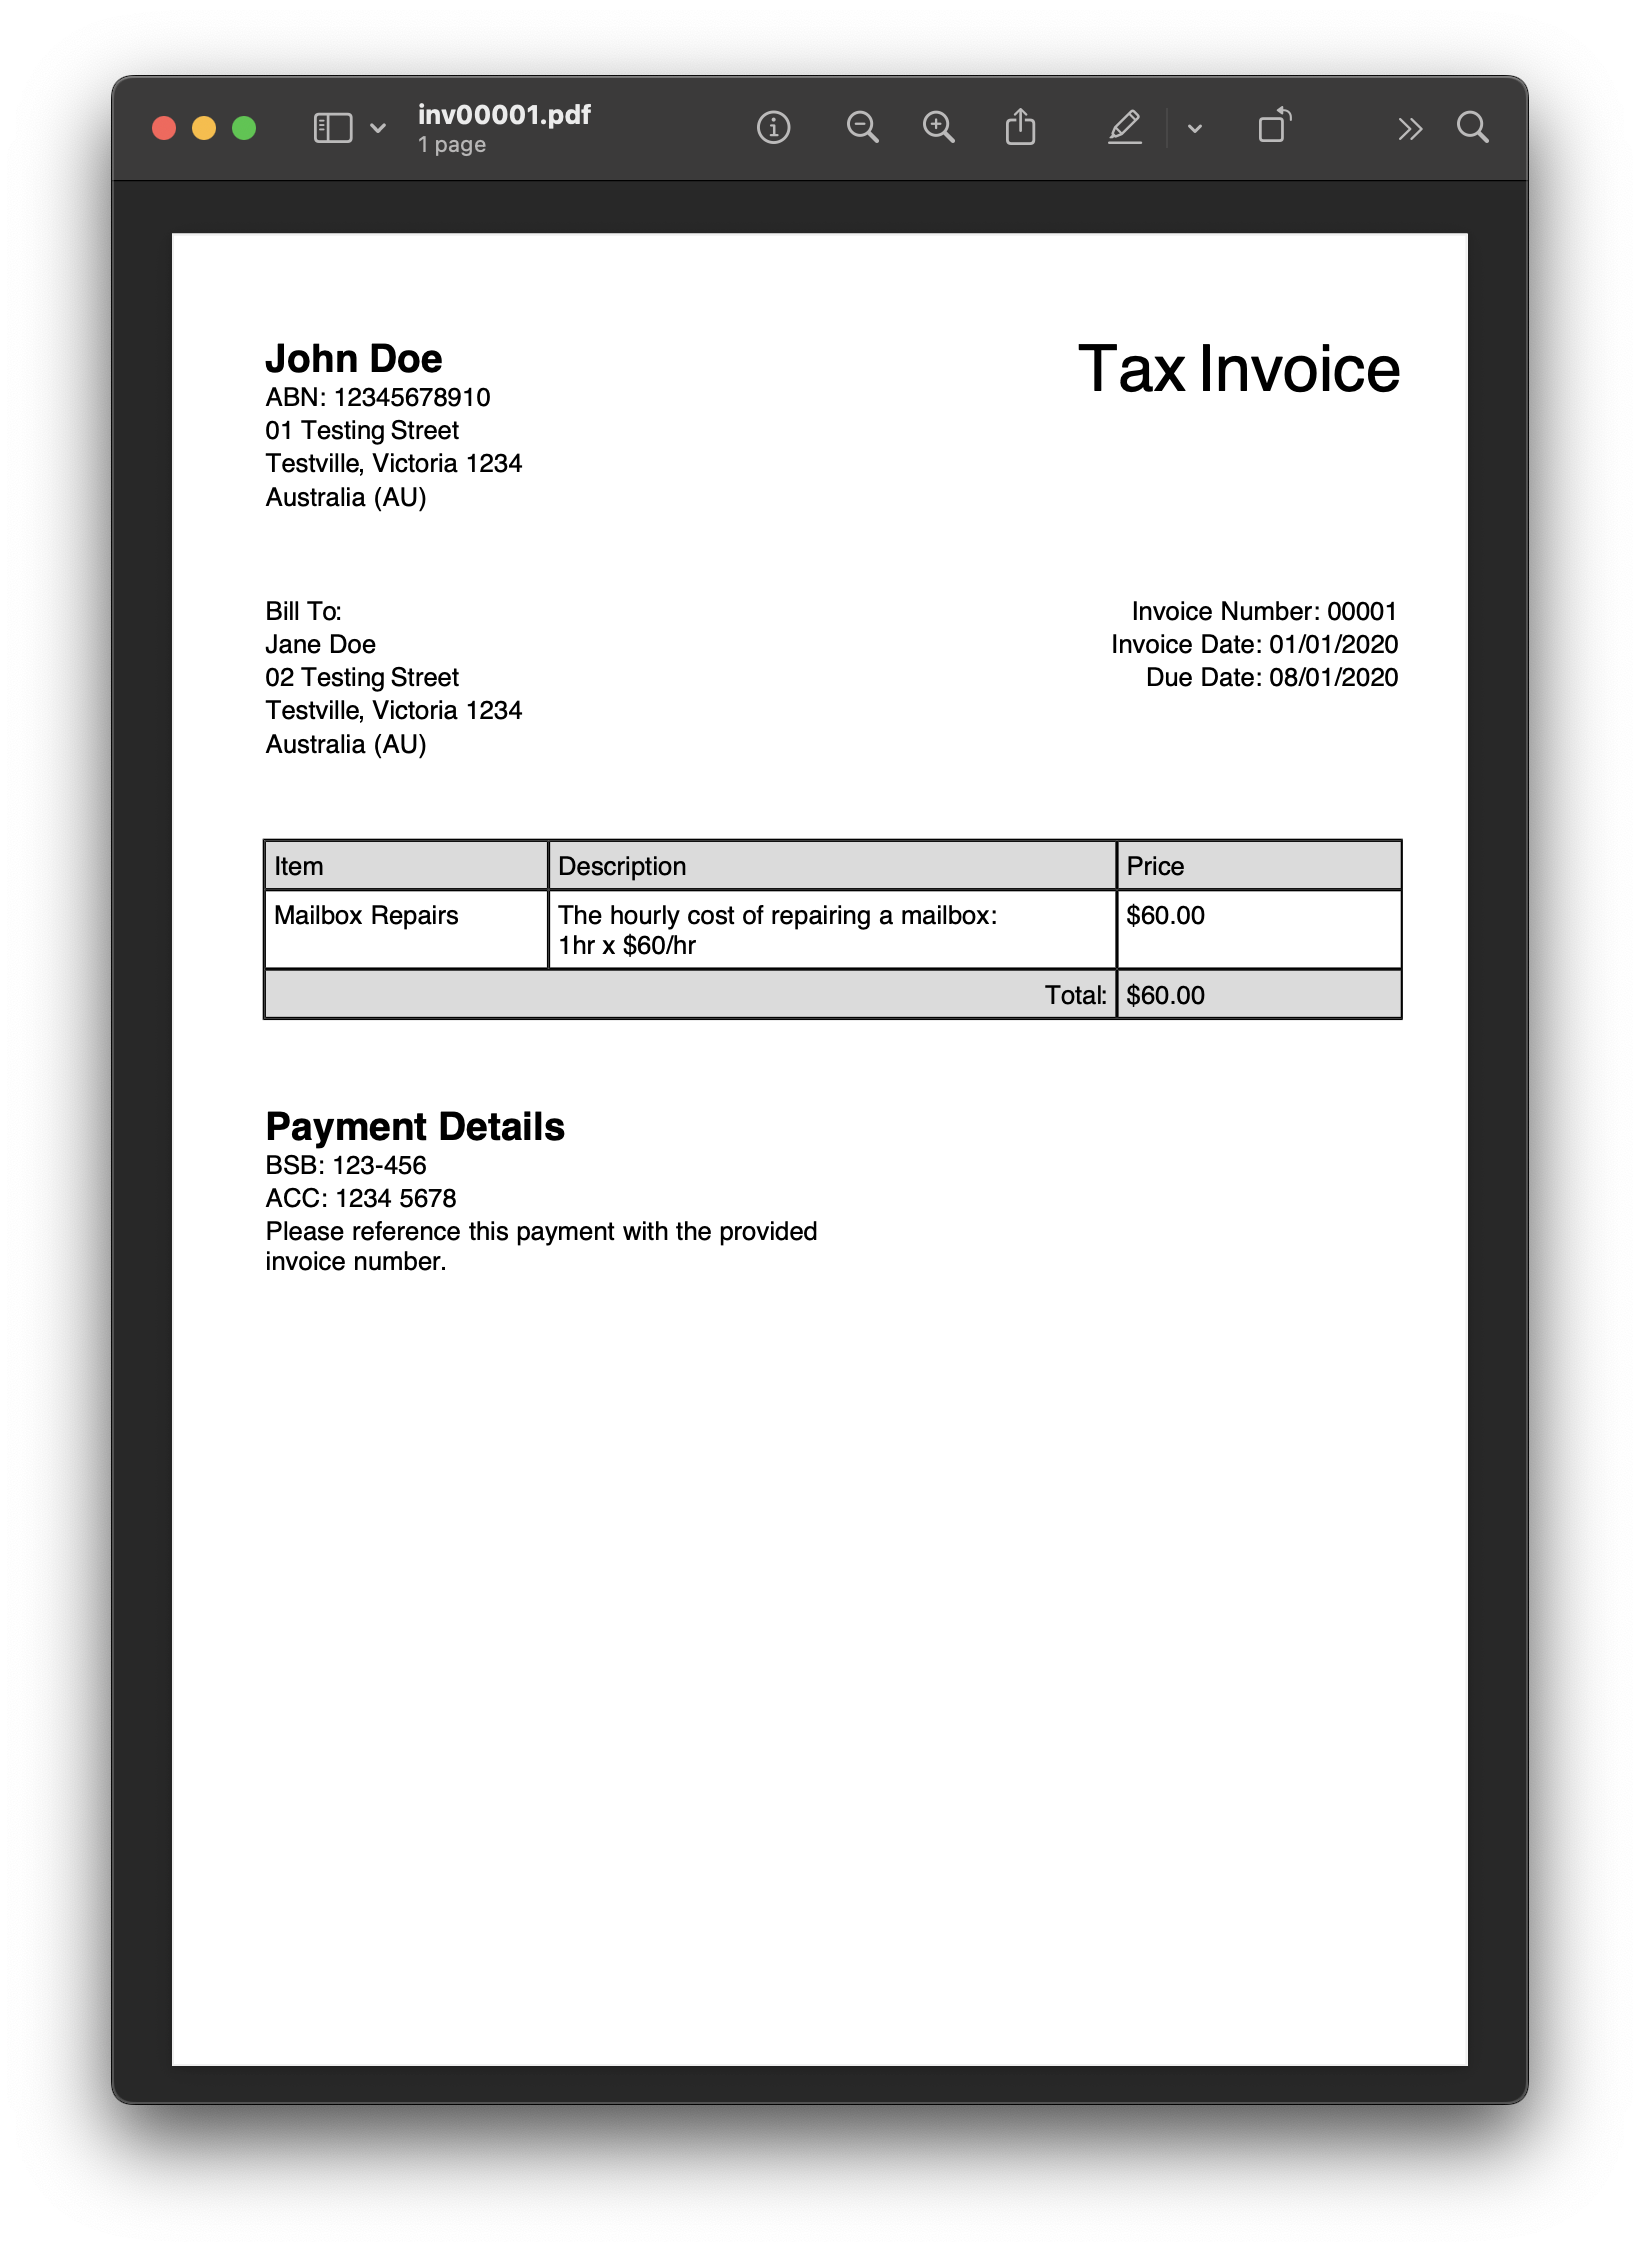 inv00001.pdf
1 page
John Doe
Tax Invoice
ABN: 12345678910
01 Testing Street
Testville, Victoria 1234
Australia (AU)
Bill To:
Jane Doe
02 Testing Street
Testville, Victoria 1234
Australia (AU)
Invoice Number: 00001
Invoice Date: 01/01/2020
Due Date: 08/01/2020
Item Description Price
Mailbox Repairs The hourly cost of repairing a mailbox: $60.00
1hr x $60/hr
Total: $60.00
Payment Details
BSB: 123-456
ACC: 1234 5678
Please reference this payment with the provided
invoice number.